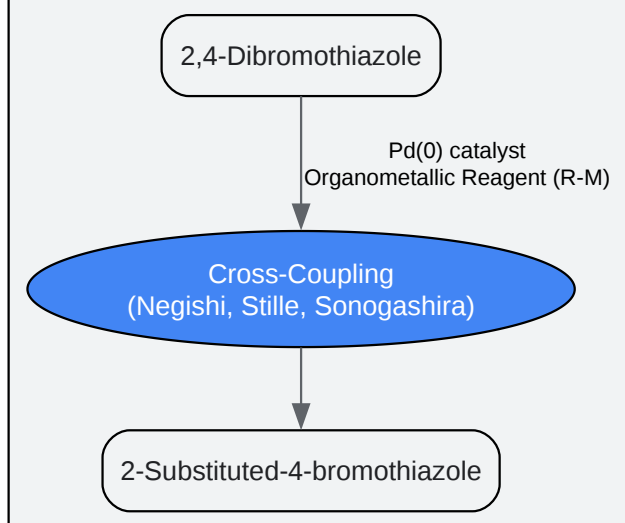 2,4-Dibromothiazole
Pd(0) catalyst
Organometallic Reagent (R-M)
Cross-Coupling
(Negishi, Stille, Sonogashira)
2-Substituted-4-bromothiazole